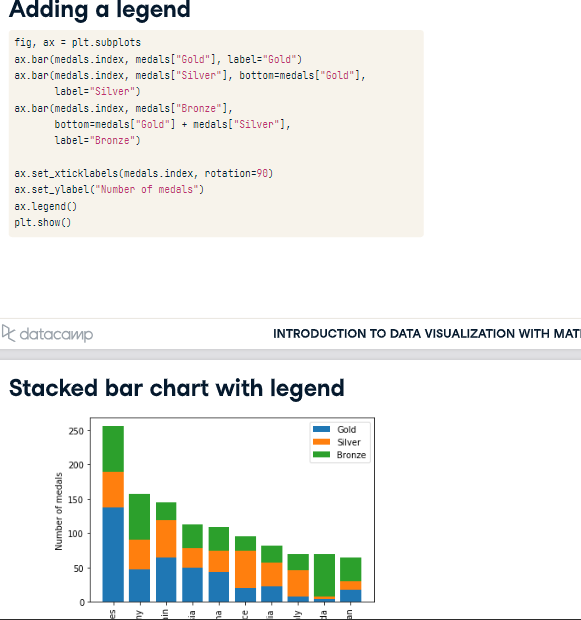 Adding a legend
fig, ax = plt.subplots
ax.bar(medals.index, medals["Gold"], label="Gold")
ax.bar(medals.index, medals["Silver"], bottom=medals["Gold"],
label="Silver")
ax.bar(medals.index, medals["Bronze"],
bottom=medals["Gold"] + medals["Silver"],
label="Bronze")
ax.set_xticklabels(medals.index, rotation=90)
ax.set_ylabel("Number of medals")
ax.legend()
plt.show()
datacamp
INTRODUCTION TO DATA VISUALIZATION WITH MAT
Stacked bar chart with legend
Number of medals
250
200
150
100
50
0
Gold
Silver
Bronze
es
ny
in
ia
na
ce
ia
ly
da
an